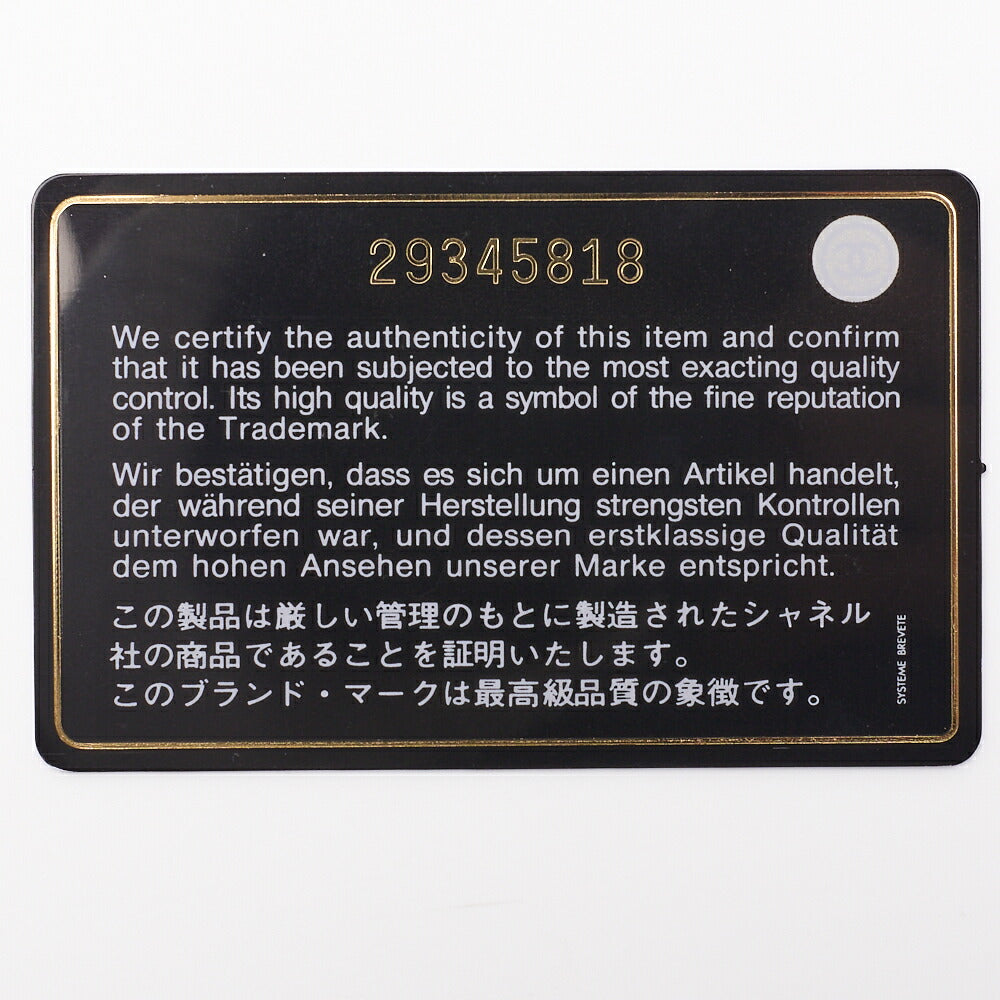 29345818
We certify the authenticity of this item and confirm
that it has been subjected to the most exacting quality
control. Its high quality is a symbol of the fine reputation
of the Trademark.
Wir bestätigen, dass es sich um einen Artikel handelt,
der während seiner Herstellung strengsten Kontrollen
unterworfen war, und dessen erstklassige Qualität
dem hohen Ansehen unserer Marke entspricht.
この製品は厳しい管理のもとに製造されたシャネル
社の商品であることを証明いたします。
このブランド・マークは最高級品質の象徴です。
SYSTEME BREVETE